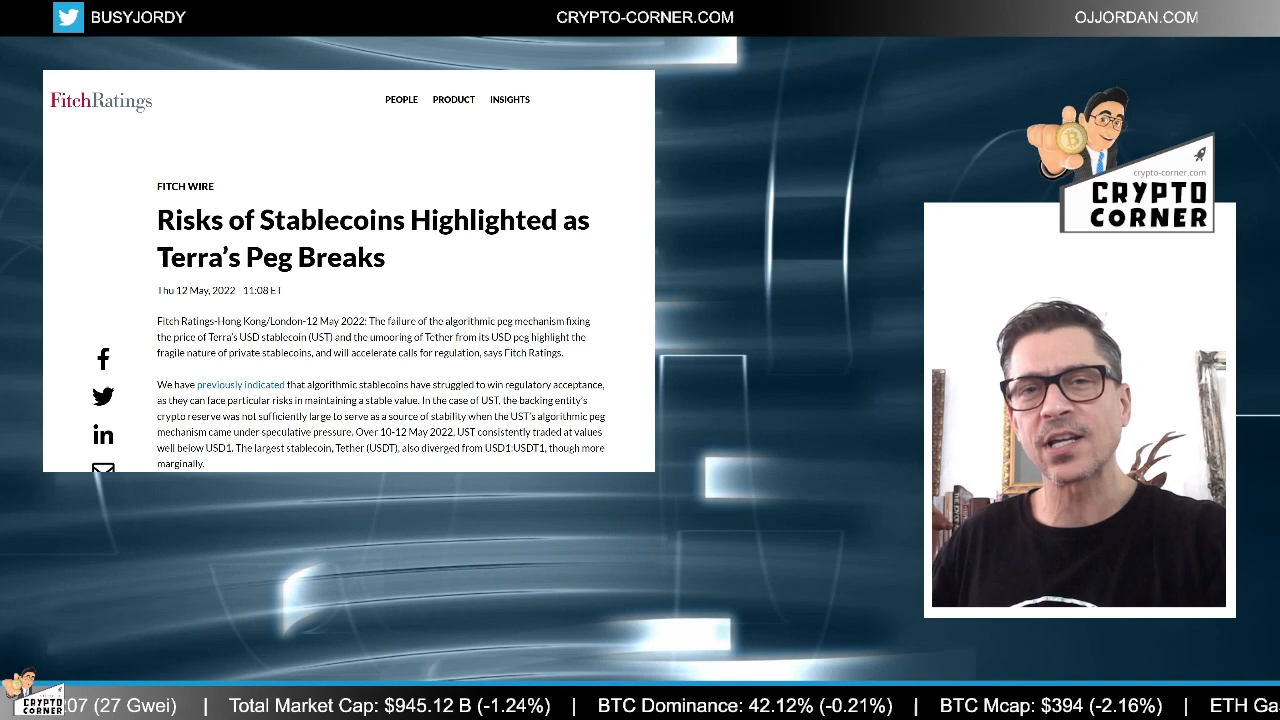 BUSYJORDY
CRYPTO-CORNER.COM
OJJORDAN.COM
FitchRatings
PEOPLE PRODUCT INSIGHTS
FITCH WIRE
Risks of Stablecoins Highlighted as
Terra's Peg Breaks
Thu 12 May, 2022 11:08 ET
Fitch Ratings-Hong Kong/London-12 May 2022: The failure of the algorithmic peg mechanism fixing
the price of Terra's USD stablecoin (UST) and the umooring of Tether from its USD peg highlight the
fragile nature of private stablecoins, and will accelerate calls for regulation, says Fitch Ratings.
We have previously indicated that algorithmic stablecoins have struggled to win regulatory acceptance,
as they can face particular risks in maintaining a stable value. In the case of UST, the backing entity's
crypto reserve was not sufficiently large to serve as a source of stability when the UST's algorithmic peg
mechanism came under speculative pressure. Over 10-12 May 2022, UST consistently traded at values
well below USD1. The largest stablecoin, Tether (USDT), also diverged from USD1:USDT1, though more
marginally.
crypto-corner.com
CRYPTO
CORNER
CRYPTO
CORNER
07 (27 Gwei) | Total Market Cap: $945.12 B (-1.24%) | BTC Dominance: 42.12% (-0.21%) | BTC Mcap: $394 (-2.16%) | ETH Ga